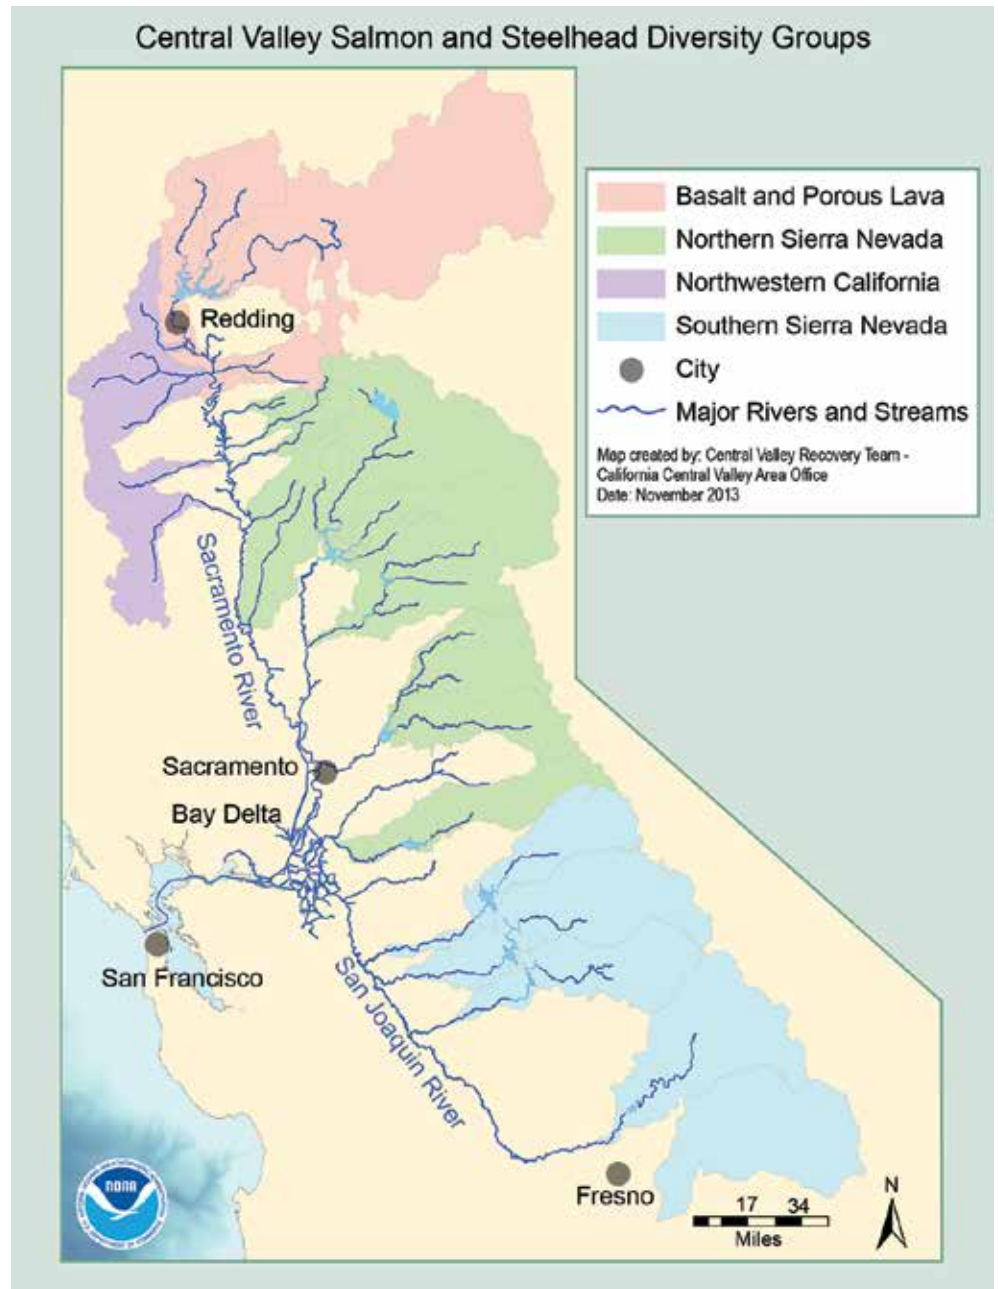 Central Valley Salmon and Steelhead Diversity Groups
Basalt and Porous Lava
Northern Sierra Nevada
Northwestern California
Southern Sierra Nevada
City
Major Rivers and Streams
Map created by: Central Valley Recovery Team -
California Central Valley Area Office
Date: November 2013
Redding
Sacramento River
Sacramento
Bay Delta
San Francisco
San Joaquin River
Fresno
17 34
Miles
N
NOAA